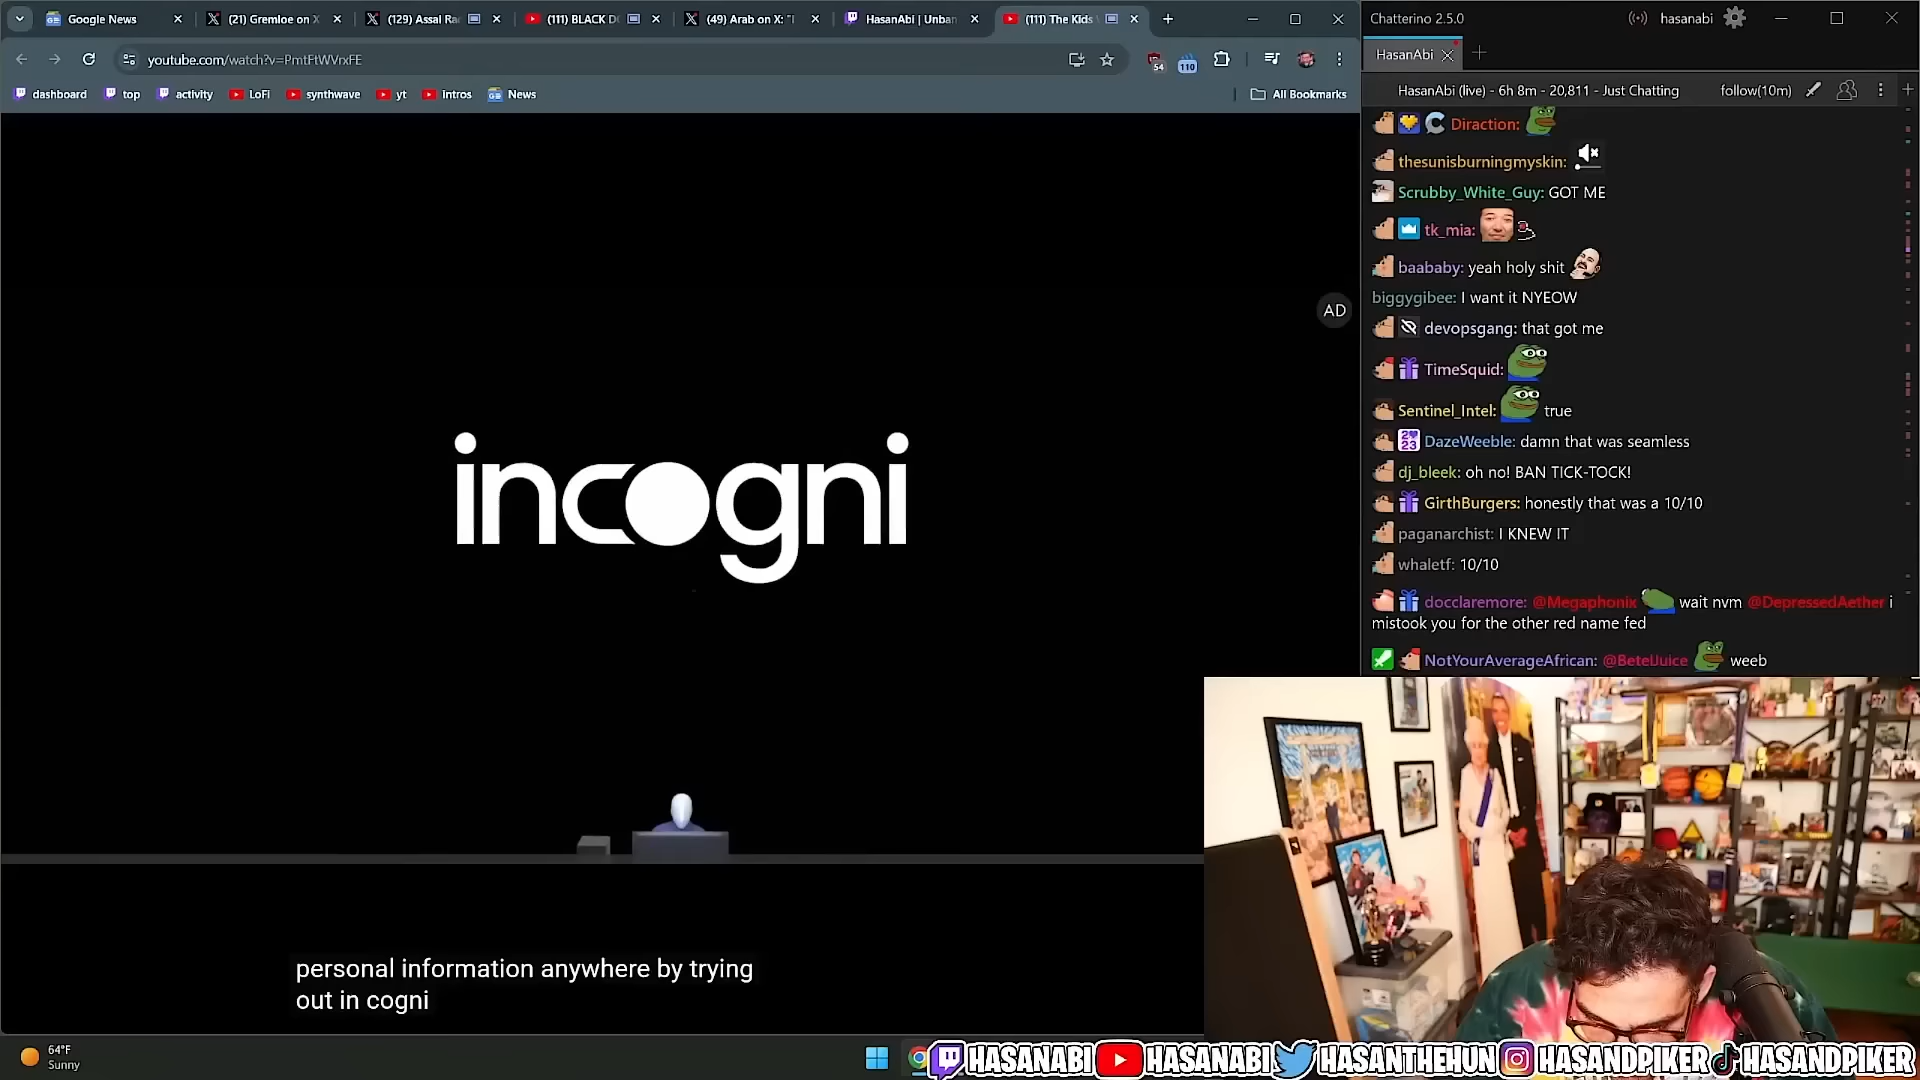 Google News
(21) Gremloe on X
(129) Assal Ra
(111) BLACK D
(49) Arab on X: "I
HasanAbi | Unban
(111) The Kids
youtube.com/watch?v=PmtFtWVrxFE
54
110
dashboard
top
activity
LoFi
synthwave
yt
Intros
News
All Bookmarks
AD
incogni
personal information anywhere by trying
out in cogni
64°F
Sunny
Chatterino 2.5.0
hasanabi
HasanAbi
HasanAbi (live) - 6h 8m - 20,811 - Just Chatting
follow(10m)
Diraction:
thesunisburningmyskin:
Scrubby_White_Guy: GOT ME
tk_mia:
baababy: yeah holy shit
biggygibee: I want it NYEOW
devopsgang: that got me
TimeSquid:
Sentinel_Intel: true
DazeWeeble: damn that was seamless
dj_bleek: oh no! BAN TICK-TOCK!
GirthBurgers: honestly that was a 10/10
paganarchist: I KNEW IT
whaletf: 10/10
docclaremore: @Megaphonix wait nvm @DepressedAether i
mistook you for the other red name fed
NotYourAverageAfrican: @BetelJuice weeb
HASANABI HASANABI HASANTHEHUN HASANDPIKER HASANDPIKER